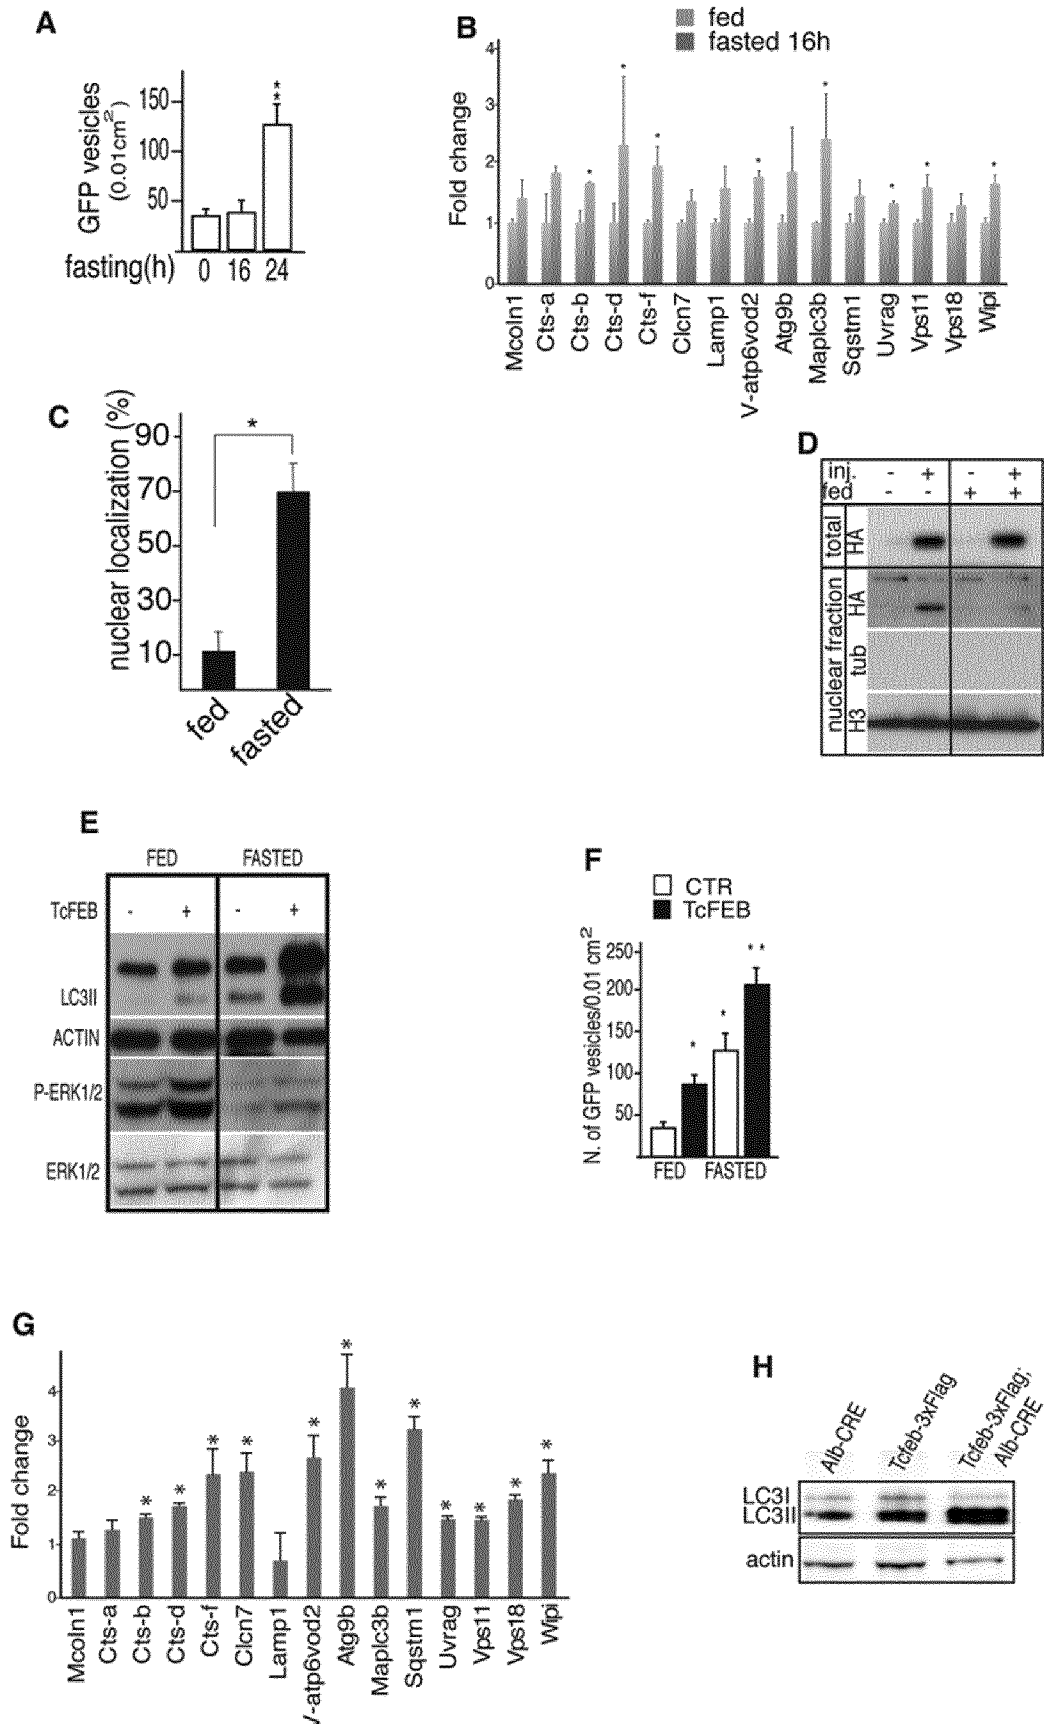 A
GFP vesicles
(0.01cm2)
150
100
50
**
fasting(h) 0 16 24
B
fed
fasted 16h
Fold change
4
3
2
1
0
* * * * * * * *
Mcoln1
Cts-a
Cts-b
Cts-d
Cts-f
Clcn7
Lamp1
V-atp6vod2
Atg9b
Maplc3b
Sqstm1
Uvrag
Vps11
Vps18
Wipi
C
nuclear localization (%)
90
70
50
30
10
*
fed
fasted
D
inj. - + - +
fed - - + +
total
HA
nuclear fraction
HA
tub
H3
E
FED FASTED
TcFEB - + - +
LC3II
ACTIN
P-ERK1/2
ERK1/2
F
CTR
TcFEB
N. of GFP vesicles/0.01 cm2
250
200
150
100
50
* * **
FED FASTED
G
Fold change
4
3
2
1
0
* * * * * * * * * * * *
Mcoln1
Cts-a
Cts-b
Cts-d
Cts-f
Clcn7
Lamp1
V-atp6vod2
Atg9b
Maplc3b
Sqstm1
Uvrag
Vps11
Vps18
Wipi
H
Alb-CRE
Tcfeb-3xFlag
Tcfeb-3xFlag;
Alb-CRE
LC3I
LC3II
actin